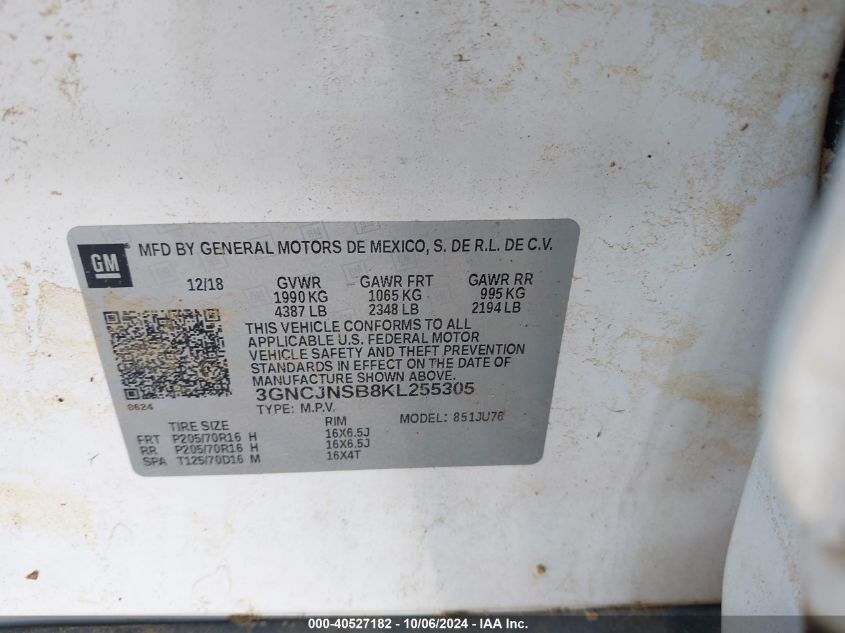 GM
MFD BY GENERAL MOTORS DE MEXICO, S. DE R.L. DE C.V.
12/18 GVWR GAWR FRT GAWR RR
1990 KG 1065 KG 995 KG
4387 LB 2348 LB 2194 LB
THIS VEHICLE CONFORMS TO ALL
APPLICABLE U.S. FEDERAL MOTOR
VEHICLE SAFETY AND THEFT PREVENTION
STANDARDS IN EFFECT ON THE DATE OF
MANUFACTURE SHOWN ABOVE.
8624 3GNCJNSB8KL255305
TYPE: M.P.V. MODEL: 851JU76
TIRE SIZE RIM
FRT P205/70R16 H 16X6.5J
RR P205/70R16 H 16X6.5J
SPA T125/70D16 M 16X4T
000-40527182 - 10/06/2024 - IAA Inc.